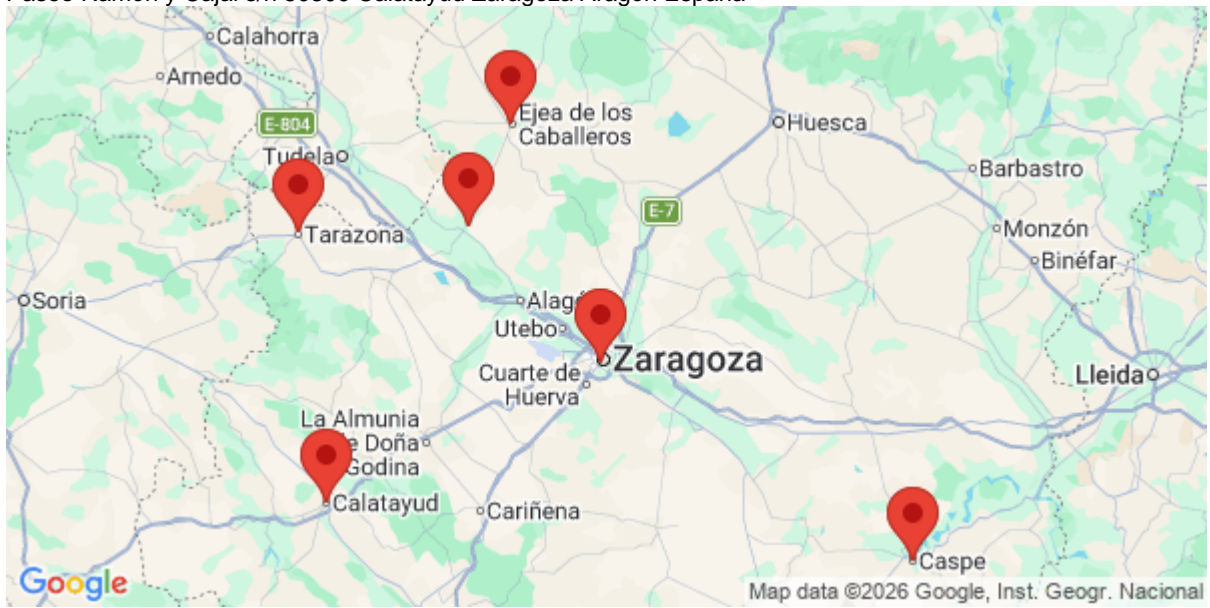 Calahorra
Arnedo
Ejea de los
Caballeros
E-804
Huesca
Tudela
Barbastro
E-7
Tarazona
Monzón
Binéfar
Soria
Utebo
Zaragoza
Cuarte de
Huerva
Lleida
La Almunia
Doña
Godina
Calatayud
Cariñena
Caspe
Google
Map data ©2026 Google, Inst. Geogr. Nacional